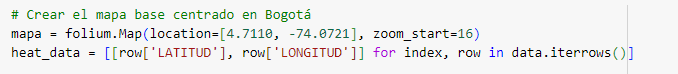 # Crear el mapa base centrado en Bogotá
mapa = folium.Map(location=[4.7110, -74.0721], zoom_start=16)
heat_data = [[row['LATITUD'], row['LONGITUD']] for index, row in data.iterrows()]